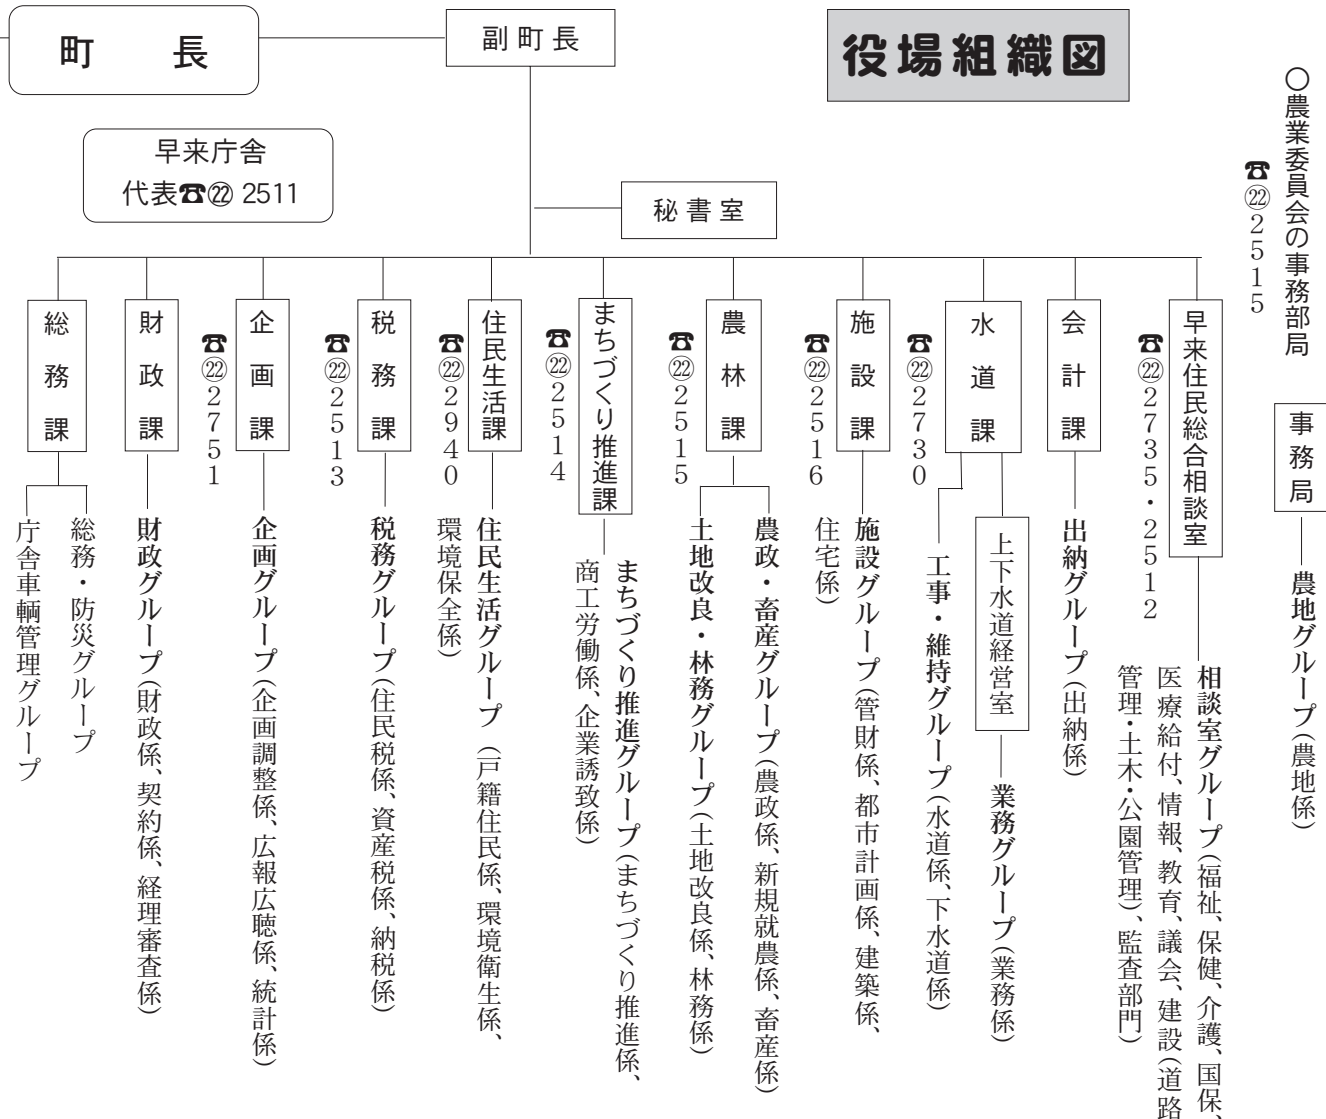 役場組織図
町長
副町長
早来庁舎
代表☎㉒2511
秘書室
○農業委員会の事務部局
☎㉒2515
事務局
農地グループ(農地係)
早来住民総合相談室
☎㉒2735・2512
相談室グループ(福祉、保健、介護、国保、
医療給付、情報、教育、議会、建設(道路
管理・土木・公園管理)、監査部門)
会計課
出納グループ(出納係)
水道課
☎㉒2730
上下水道経営室
業務グループ(業務係)
工事・維持グループ(水道係、下水道係)
施設課
☎㉒2516
施設グループ(管財係、都市計画係、建築係、
住宅係)
農林課
☎㉒2515
農政・畜産グループ(農政係、新規就農係、畜産係)
土地改良・林務グループ(土地改良係、林務係)
まちづくり推進課
☎㉒2514
まちづくり推進グループ(まちづくり推進係、
商工労働係、企業誘致係)
住民生活課
☎㉒2940
住民生活グループ(戸籍住民係、環境衛生係、
環境保全係)
税務課
☎㉒2513
税務グループ(住民税係、資産税係、納税係)
企画課
☎㉒2751
企画グループ(企画調整係、広報広聴係、統計係)
財政課
財政グループ(財政係、契約係、経理審査係)
総務課
総務・防災グループ
庁舎車輌管理グループ